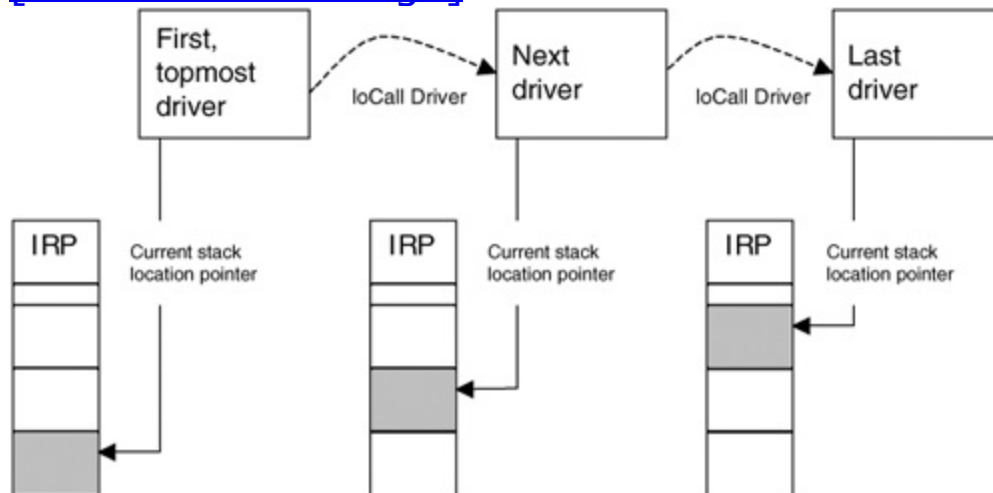 First,
topmost
driver
IoCall Driver
Next
driver
IoCall Driver
Last
driver
IRP
Current stack
location pointer
IRP
Current stack
location pointer
IRP
Current stack
location pointer